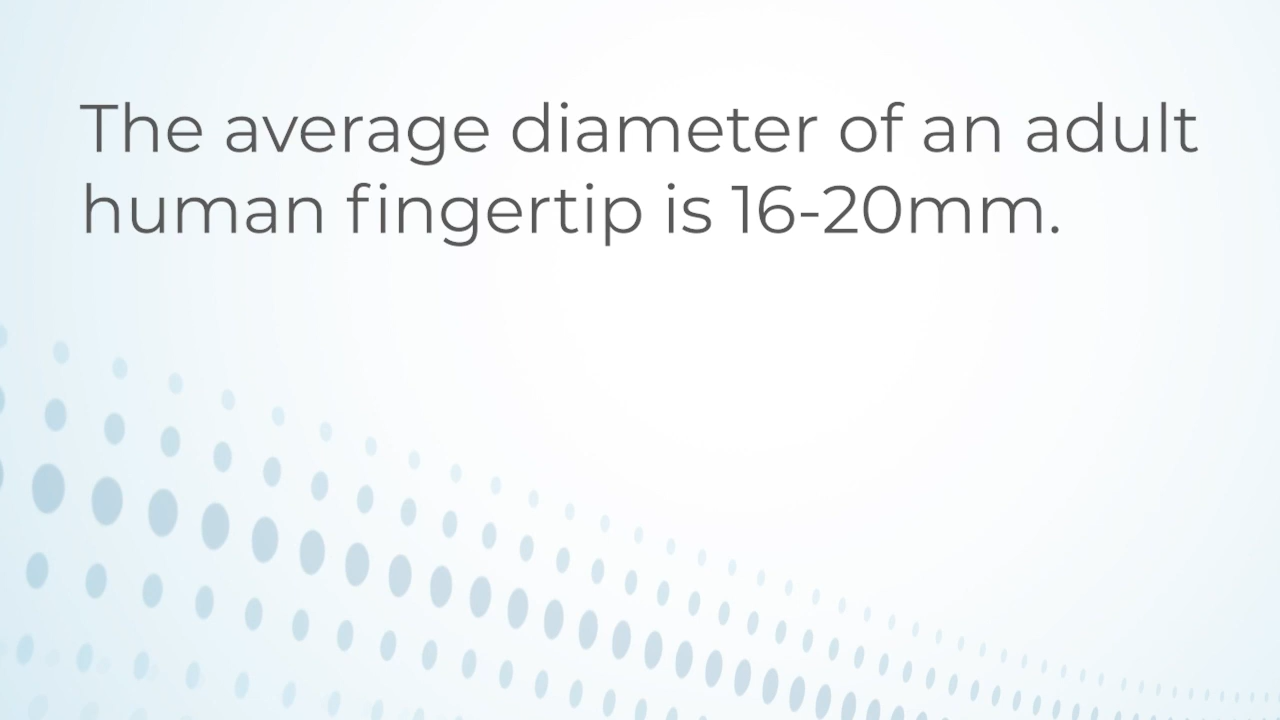 The average diameter of an adult
human fingertip is 16-20mm.